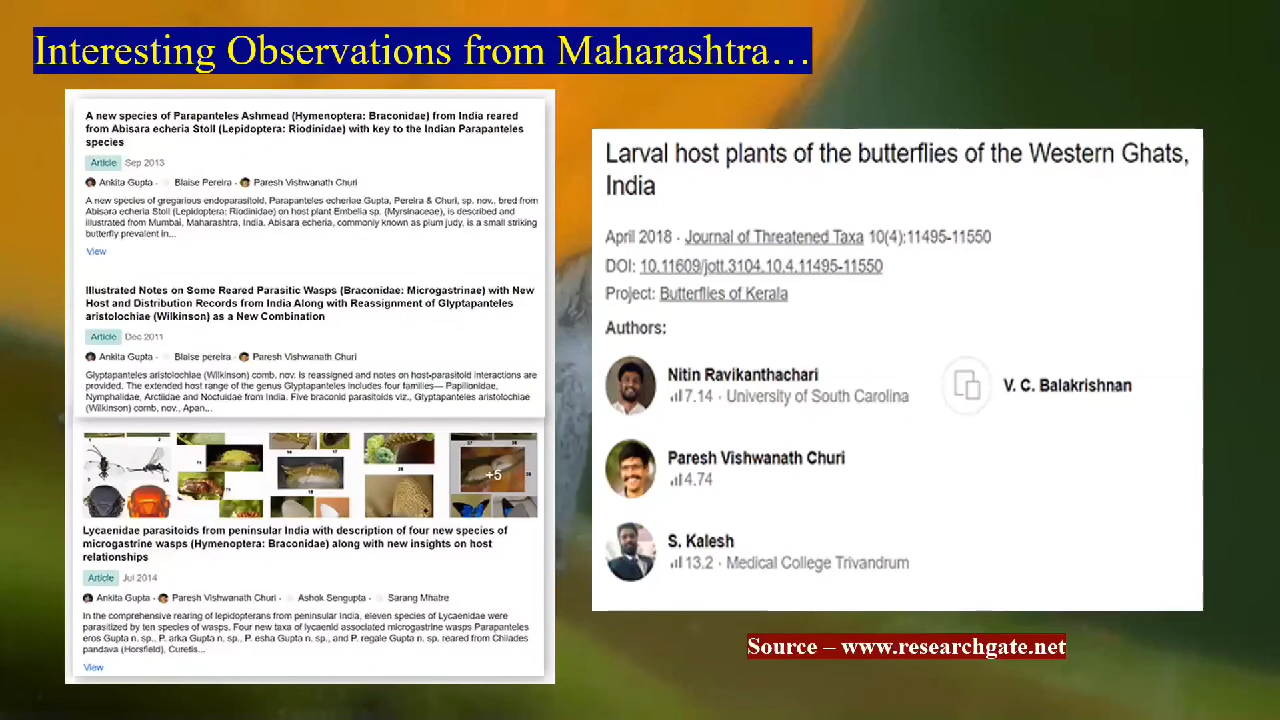 Interesting Observations from Maharashtra…
A new species of Parapanteles Ashmead (Hymenoptera: Braconidae) from India reared
from Abisara echeria Stoll (Lepidoptera: Riodinidae) with key to the Indian Parapanteles
species
Article Sep 2013
Ankita Gupta · Blaise Pereira · Paresh Vishwanath Churi
A new species of gregarious endoparasitoid, Parapanteles echeriae Gupta, Pereira & Churi, sp. nov., bred from
Abisara echeria Stoll (Lepidoptera: Riodinidae) on host plant Embelia sp. (Myrsinaceae), is described and
illustrated from Mumbai, Maharashtra, India. Abisara echeria, commonly known as plum judy, is a small striking
butterfly prevalent in...
View
Illustrated Notes on Some Reared Parasitic Wasps (Braconidae: Microgastrinae) with New
Host and Distribution Records from India Along with Reassignment of Glyptapanteles
aristolochiae (Wilkinson) as a New Combination
Article Dec 2011
Ankita Gupta · Blaise pereira · Paresh Vishwanath Churi
Glyptapanteles aristolochiae (Wilkinson) comb. nov. is reassigned and notes on host-parasitoid interactions are
provided. The extended host range of the genus Glyptapanteles includes four families— Papilionidae,
Nymphalidae, Arctiidae and Noctuidae from India. Five braconid parasitoids viz., Glyptapanteles aristolochiae
(Wilkinson) comb. nov., Apan...
+5
Lycaenidae parasitoids from peninsular India with description of four new species of
microgastrine wasps (Hymenoptera: Braconidae) along with new insights on host
relationships
Article Jul 2014
Ankita Gupta · Paresh Vishwanath Churi · Ashok Sengupta · Sarang Mhatre
In the comprehensive rearing of lepidopterans from peninsular India, eleven species of Lycaenidae were
parasitized by ten species of wasps. Four new taxa of lycaenid associated microgastrine wasps Parapanteles
eros Gupta n. sp., P. arka Gupta n. sp., P. esha Gupta n. sp., and P. regale Gupta n. sp. reared from Chilades
pandava (Horsfield), Curetis...
View
Larval host plants of the butterflies of the Western Ghats,
India
April 2018 · Journal of Threatened Taxa 10(4):11495-11550
DOI: 10.11609/jott.3104.10.4.11495-11550
Project: Butterflies of Kerala
Authors:
Nitin Ravikanthachari
7.14 · University of South Carolina
V. C. Balakrishnan
Paresh Vishwanath Churi
4.74
S. Kalesh
13.2 · Medical College Trivandrum
Source – www.researchgate.net